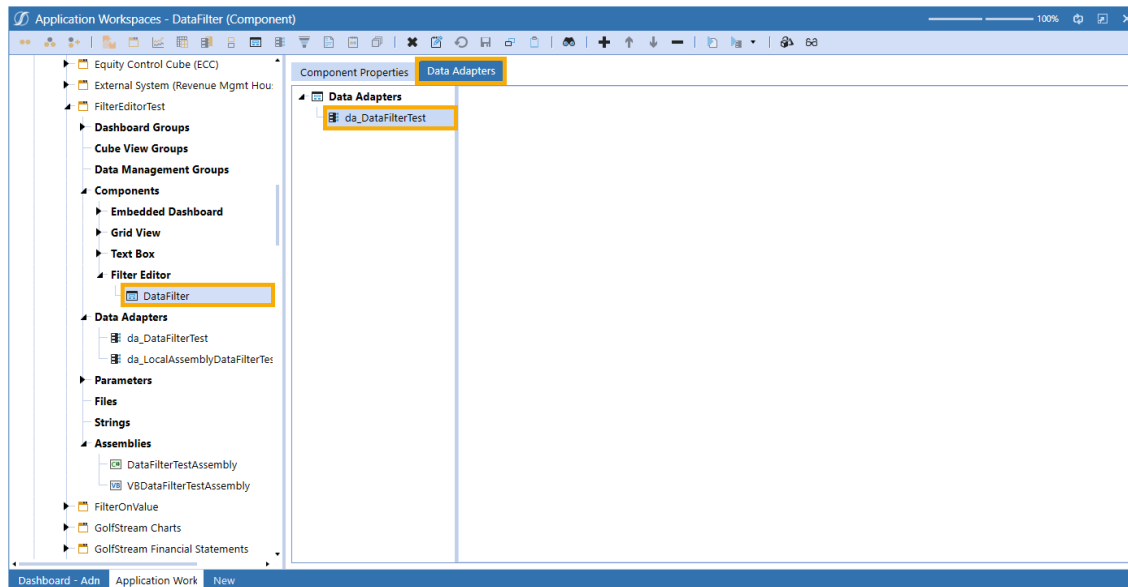 Application Workspaces - DataFilter (Component)
100%
Equity Control Cube (ECC)
External System (Revenue Mgmt Hou
FilterEditorTest
Dashboard Groups
Cube View Groups
Data Management Groups
Components
Embedded Dashboard
Grid View
Text Box
Filter Editor
DataFilter
Data Adapters
da_DataFilterTest
da_LocalAssemblyDataFilterTes
Parameters
Files
Strings
Assemblies
C# DataFilterTestAssembly
VB VBDataFilterTestAssembly
FilterOnValue
GolfStream Charts
GolfStream Financial Statements
Component Properties Data Adapters
Data Adapters
da_DataFilterTest
Dashboard - Adn Application Work New